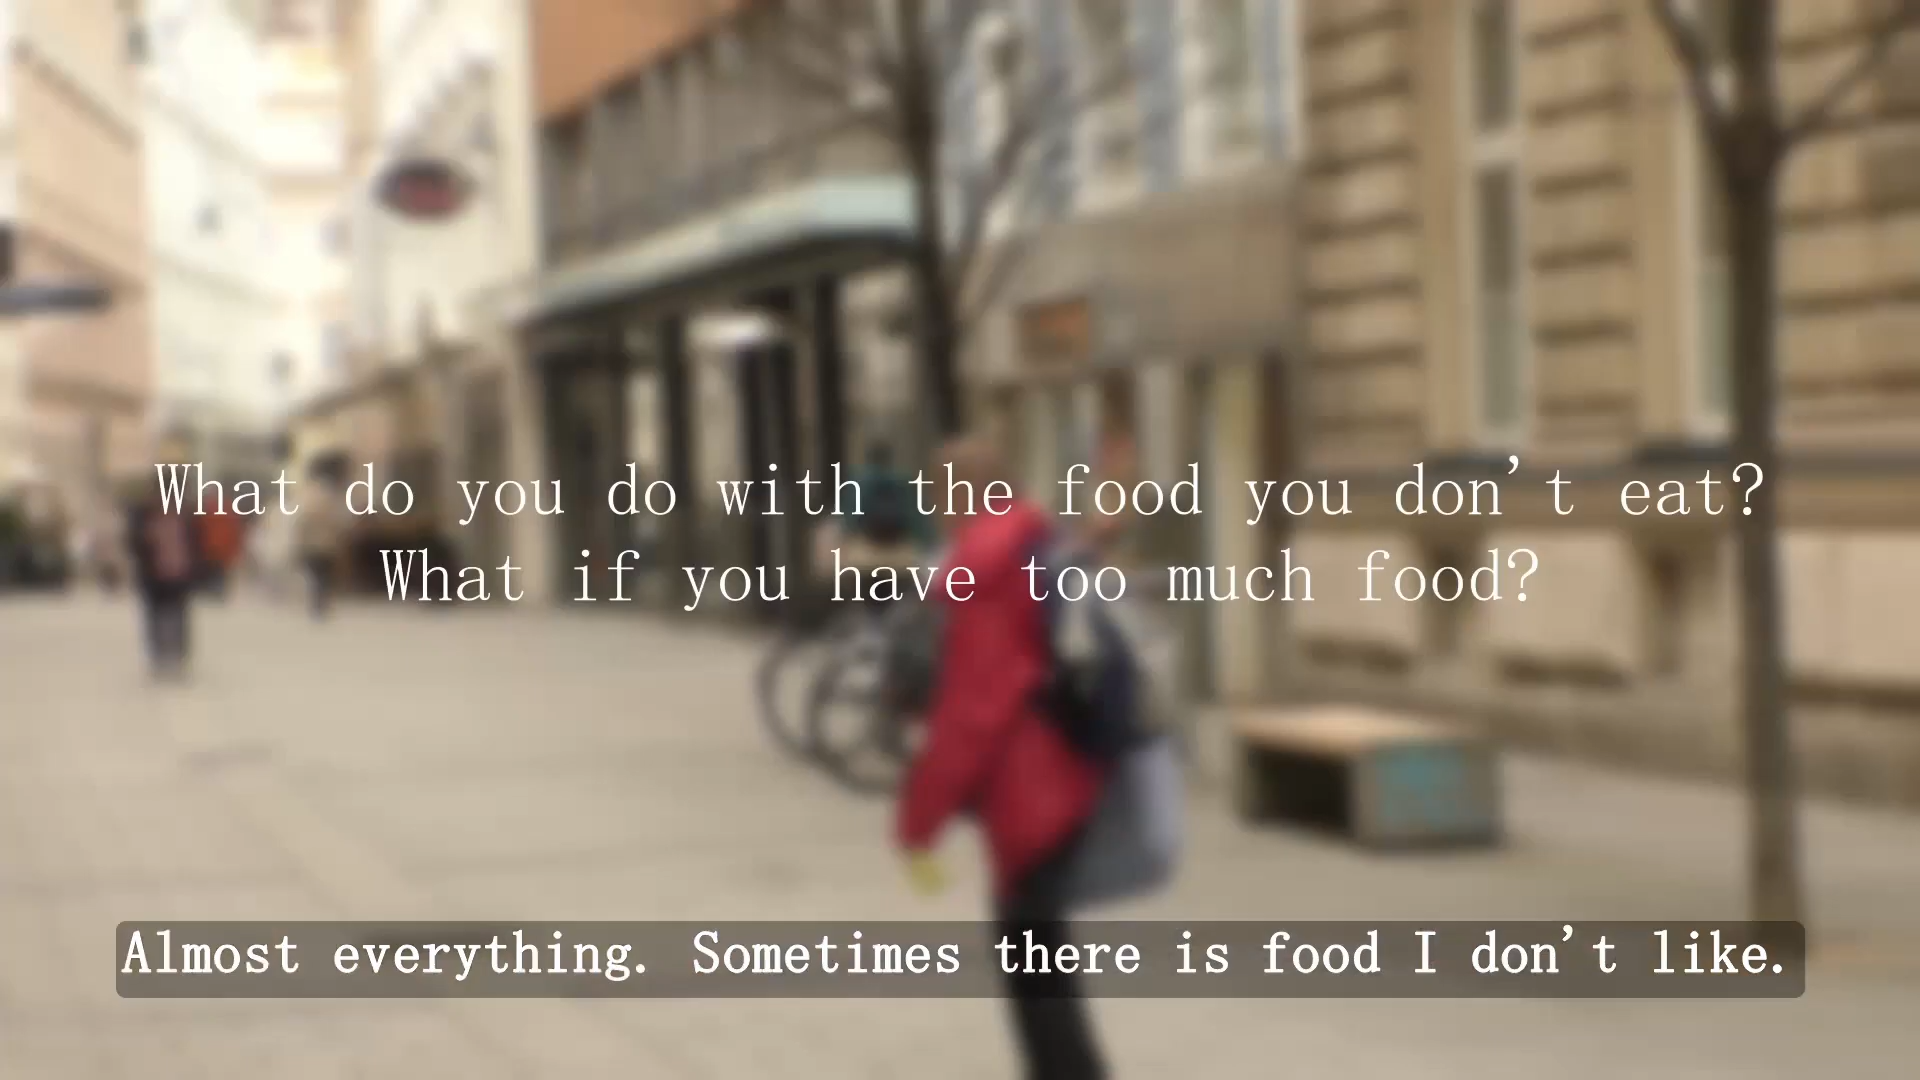 What do you do with the food you don't eat?
What if you have too much food?
Almost everything. Sometimes there is food I don't like.